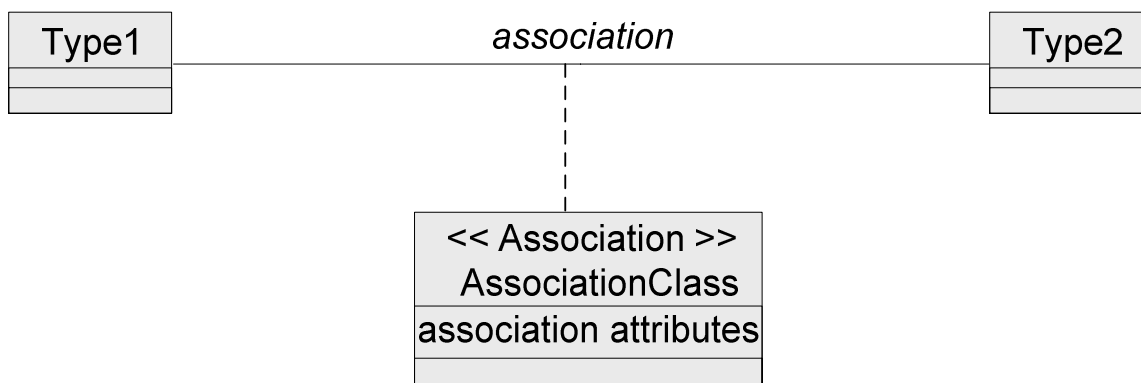 Type1
association
Type2
<< Association >>
AssociationClass
association attributes